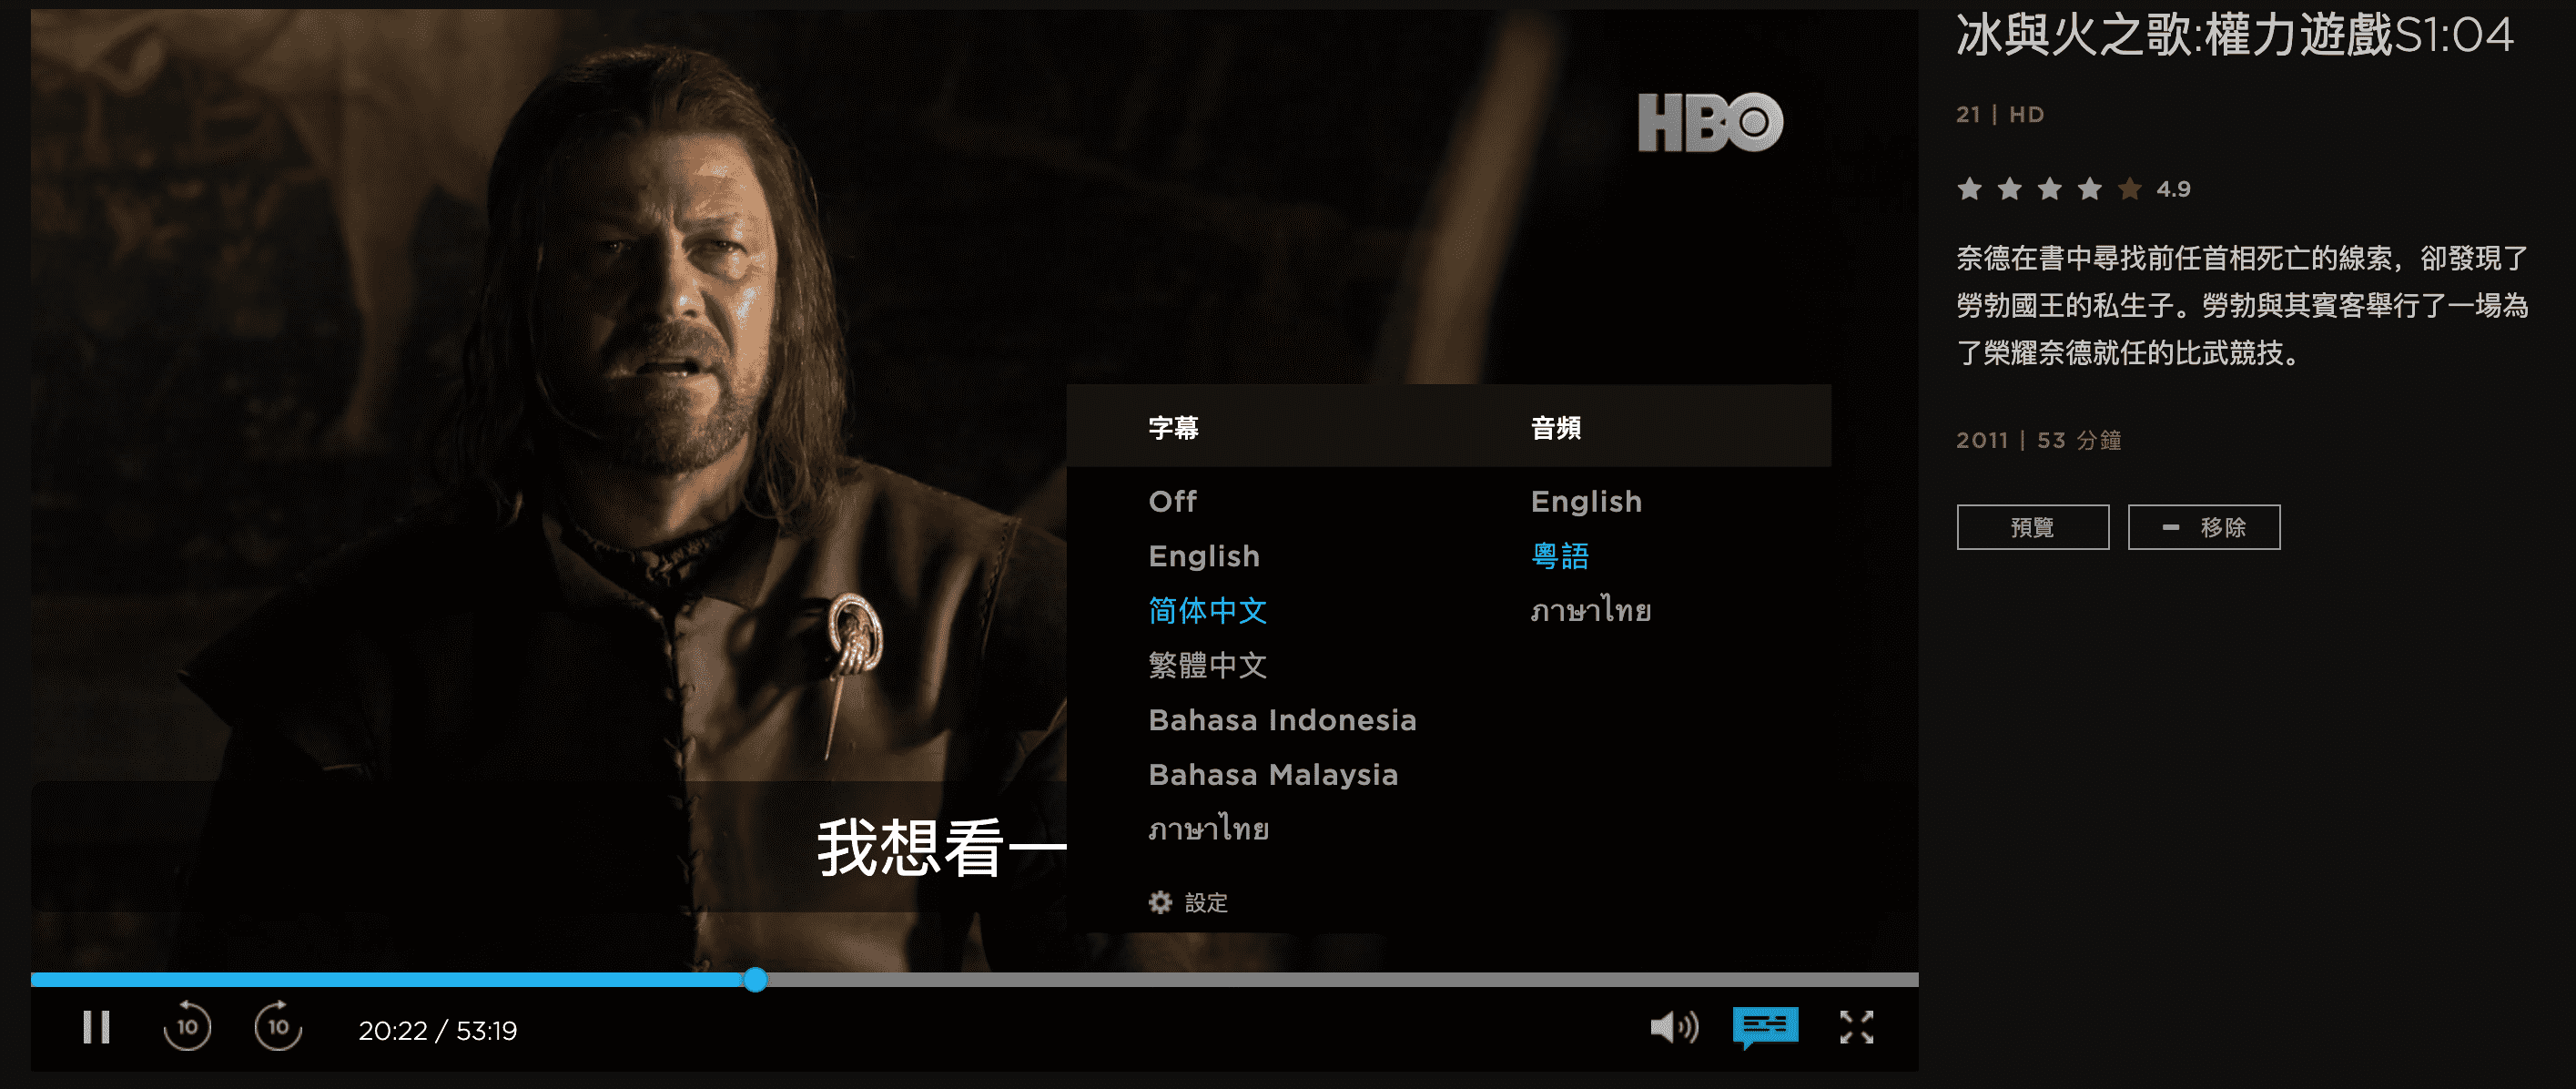 HBO
字幕
音頻
Off
English
简体中文
繁體中文
Bahasa Indonesia
Bahasa Malaysia
ภาษาไทย
設定
English
粵語
ภาษาไทย
我想看一
10
10
20:22 / 53:19
冰與火之歌:權力遊戲S1:04
21 | HD
4.9
奈德在書中尋找前任首相死亡的線索，卻發現了
勞勃國王的私生子。勞勃與其賓客舉行了一場為
了榮耀奈德就任的比武競技。
2011 | 53 分鐘
預覽
移除